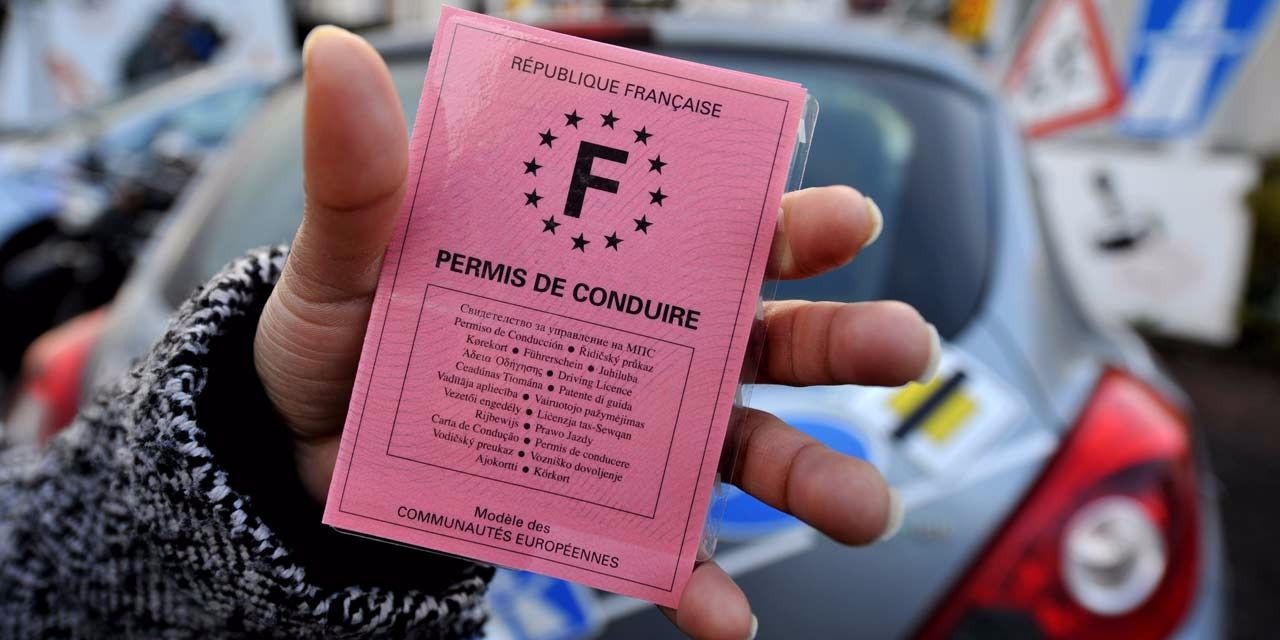 RÉPUBLIQUE FRANÇAISE
F
PERMIS DE CONDUIRE
Свидетелство за управление на МПС
Permiso de Conducción ● Řidičský průkaz
Kørekort ● Führerschein ● Juhiluba
Άδεια Οδήγησης ● Driving Licence
Ceadúnas Tiomána ● Patente di guida
Vadītāja apliecība ● Vairuotojo pažymėjimas
Vezetői engedély ● Liċenzja tas-Sewqan
Rijbewijs ● Prawo Jazdy
Carta de Condução ● Permis de conducere
Vodičský preukaz ● Vozniško dovoljenje
Ajokortti ● Körkort
Modèle des
COMMUNAUTÉS EUROPÉENNES